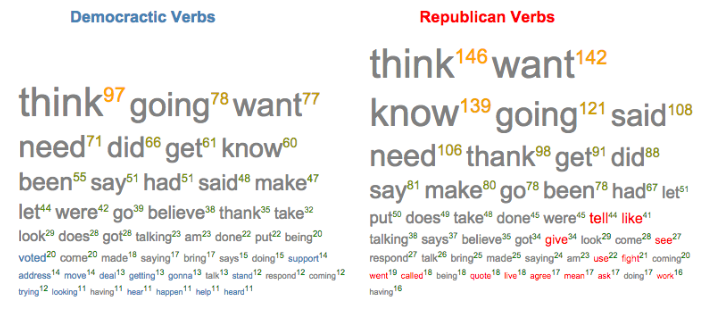 Democractic Verbs
think97 going78 want77
need71 did66 get61 know60
been55 say51 had51 said48 make47
let44 were42 go39 believe38 thank35 take32
look29 does28 got28 talking23 am23 done22 put22 being20
voted20 come20 made18 saying17 bring17 says15 doing15 support14
address14 move14 deal13 getting13 gonna13 talk13 stand12 respond12 coming12
trying12 looking11 having11 hear11 happen11 help11 heard11
Republican Verbs
think146 want142
know139 going121 said108
need106 thank98 get91 did88
say81 make80 go78 been78 had67 let51
put50 does49 take48 done45 were45 tell44 like41
talking38 says37 believe35 got34 give34 look29 come28 see27
respond27 talk26 bring25 made25 saying24 am23 use22 fight21 coming20
went19 called18 being18 quote18 live18 agree17 mean17 ask17 doing17 work16
having16